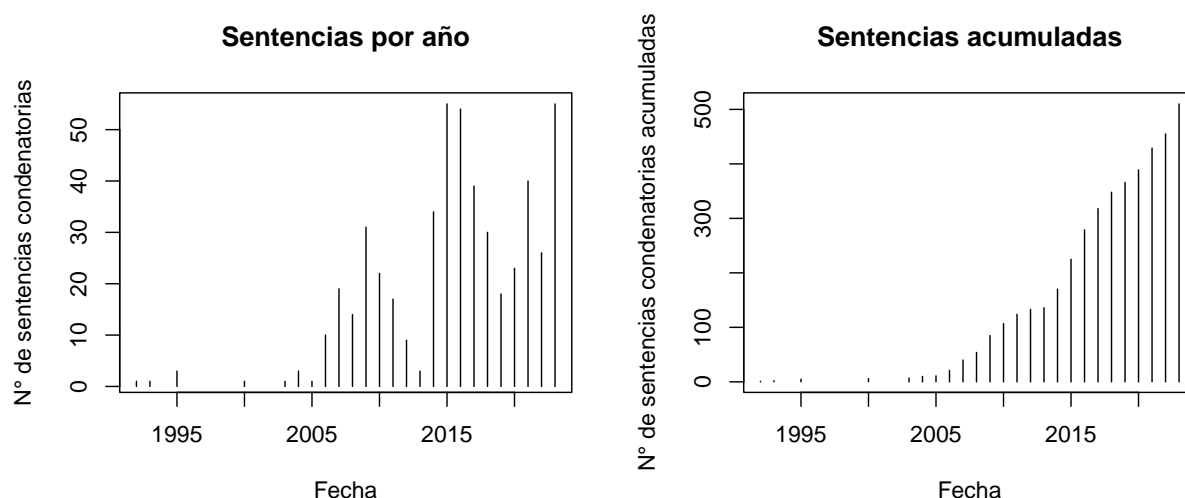 Sentencias por año
N° de sentencias condenatorias
0
10
20
30
40
50
1995
2005
2015
Fecha
Sentencias acumuladas
N° de sentencias condenatorias acumuladas
0
100
300
500
1995
2005
2015
Fecha